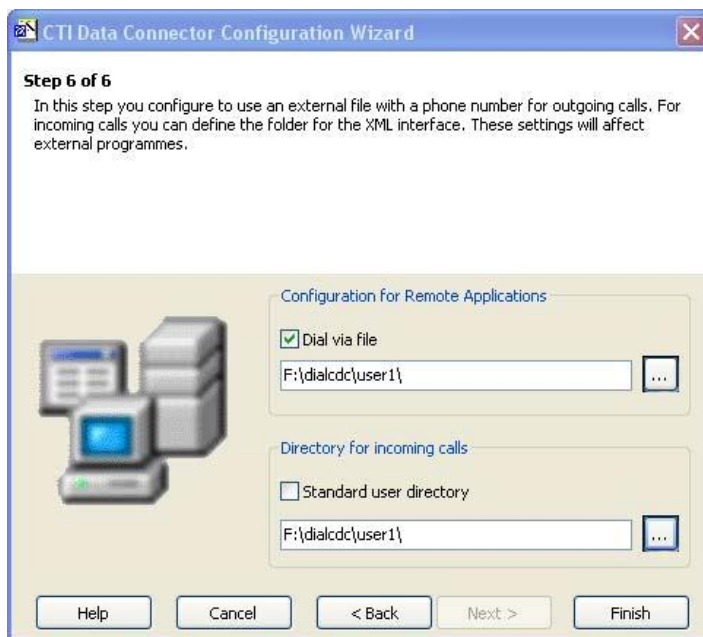 CTI Data Connector Configuration Wizard
Step 6 of 6
In this step you configure to use an external file with a phone number for outgoing calls. For
incoming calls you can define the folder for the XML interface. These settings will affect
external programmes.
Configuration for Remote Applications
Dial via file
F:\dialcdc\user1\
...
Directory for incoming calls
Standard user directory
F:\dialcdc\user1\
...
Help
Cancel
< Back
Next >
Finish